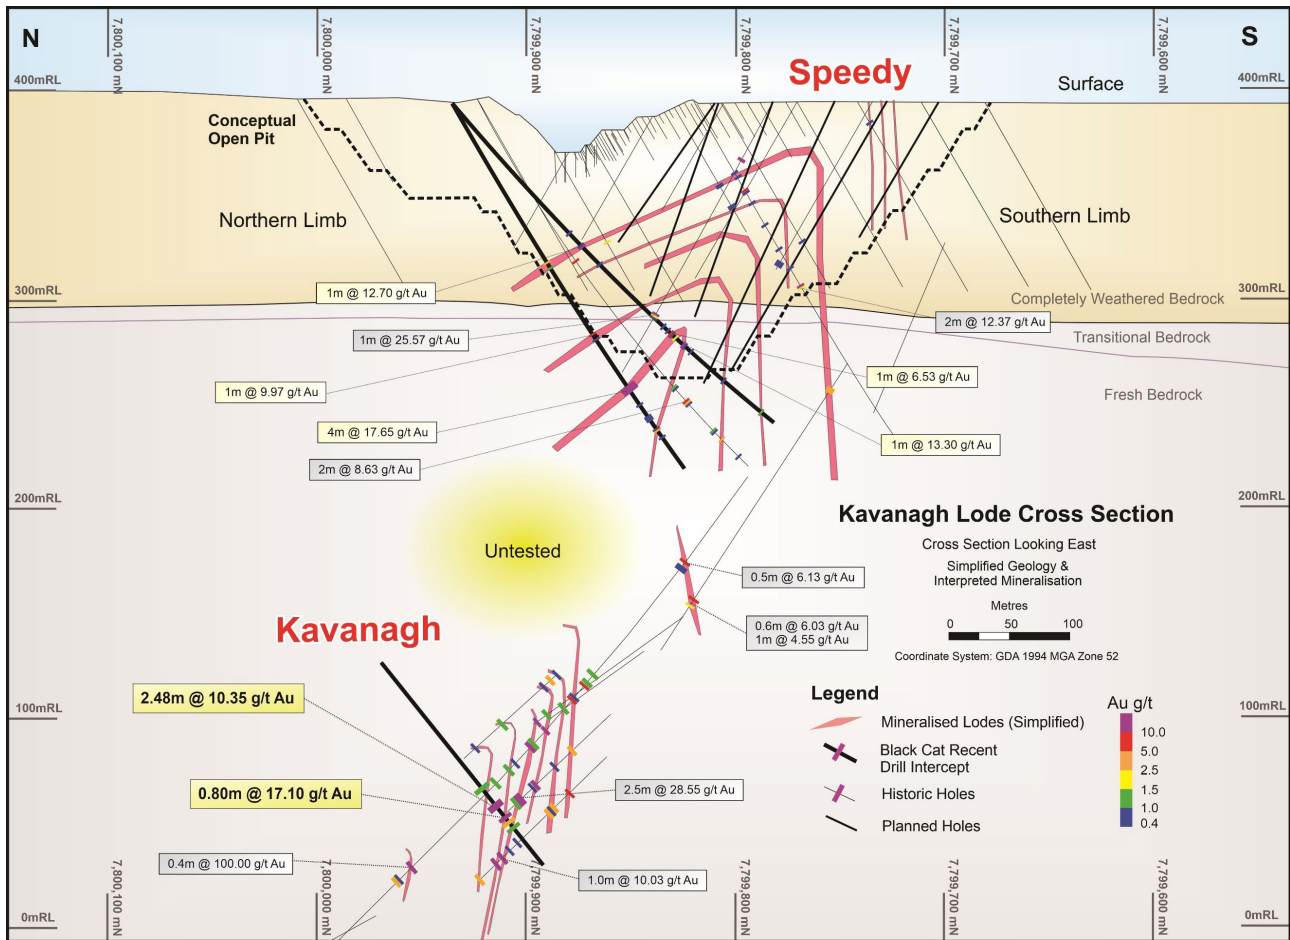 N
S
7,800,100 mN
7,800,000 mN
7,799,900 mN
7,799,800 mN
7,799,700 mN
7,799,600 mN
Speedy
400mRL
400mRL
Surface
Conceptual
Open Pit
Northern Limb
Southern Limb
300mRL
300mRL
Completely Weathered Bedrock
1m @ 12.70 g/t Au
2m @ 12.37 g/t Au
1m @ 25.57 g/t Au
Transitional Bedrock
1m @ 6.53 g/t Au
1m @ 9.97 g/t Au
Fresh Bedrock
4m @ 17.65 g/t Au
1m @ 13.30 g/t Au
2m @ 8.63 g/t Au
200mRL
200mRL
Kavanagh Lode Cross Section
Cross Section Looking East
Simplified Geology &
Interpreted Mineralisation
Metres
0 50 100
Coordinate System: GDA 1994 MGA Zone 52
Untested
0.5m @ 6.13 g/t Au
0.6m @ 6.03 g/t Au
1m @ 4.55 g/t Au
Kavanagh
2.48m @ 10.35 g/t Au
100mRL
100mRL
Legend
Mineralised Lodes (Simplified)
Black Cat Recent
Drill Intercept
Historic Holes
Planned Holes
Au g/t
10.0
5.0
2.5
1.5
1.0
0.4
0.80m @ 17.10 g/t Au
2.5m @ 28.55 g/t Au
0.4m @ 100.00 g/t Au
1.0m @ 10.03 g/t Au
0mRL
0mRL
7,800,100 mN
7,800,000 mN
7,799,900 mN
7,799,800 mN
7,799,700 mN
7,799,600 mN